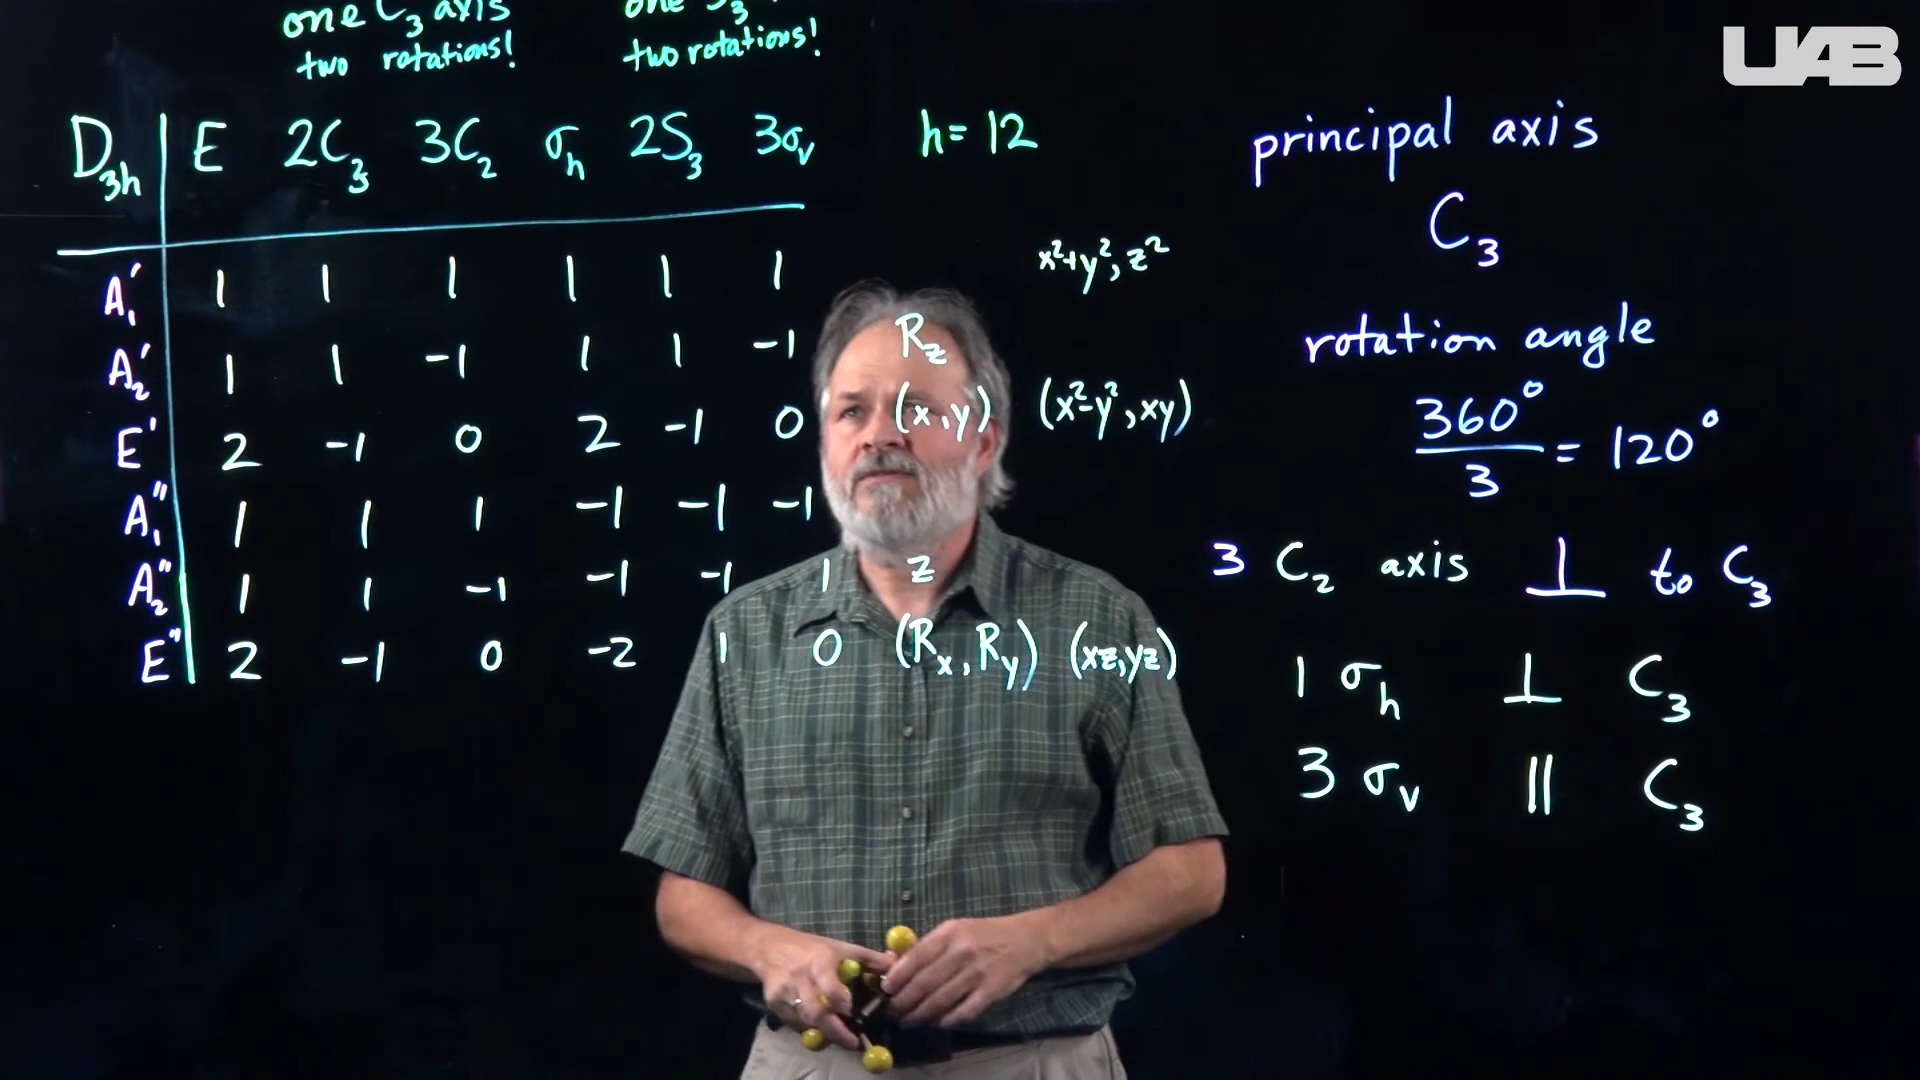 one C₃ axis
two rotations!
one S₃
two rotations!
UAB
D₃ₕ E 2C₃ 3C₂ σₕ 2S₃ 3σᵥ h=12
A₁′ 1 1 1 1 1 1 x²+y², z²
A₂′ 1 1 -1 1 1 -1 R_z
E′ 2 -1 0 2 -1 0 (x,y) (x²-y², xy)
A₁″ 1 1 1 -1 -1 -1
A₂″ 1 1 -1 -1 -1 1 z
E″ 2 -1 0 -2 1 0 (Rₓ, R_y) (xz, yz)
principal axis
C₃
rotation angle
360°/3 = 120°
3 C₂ axis ⊥ to C₃
1 σₕ ⊥ C₃
3 σᵥ || C₃